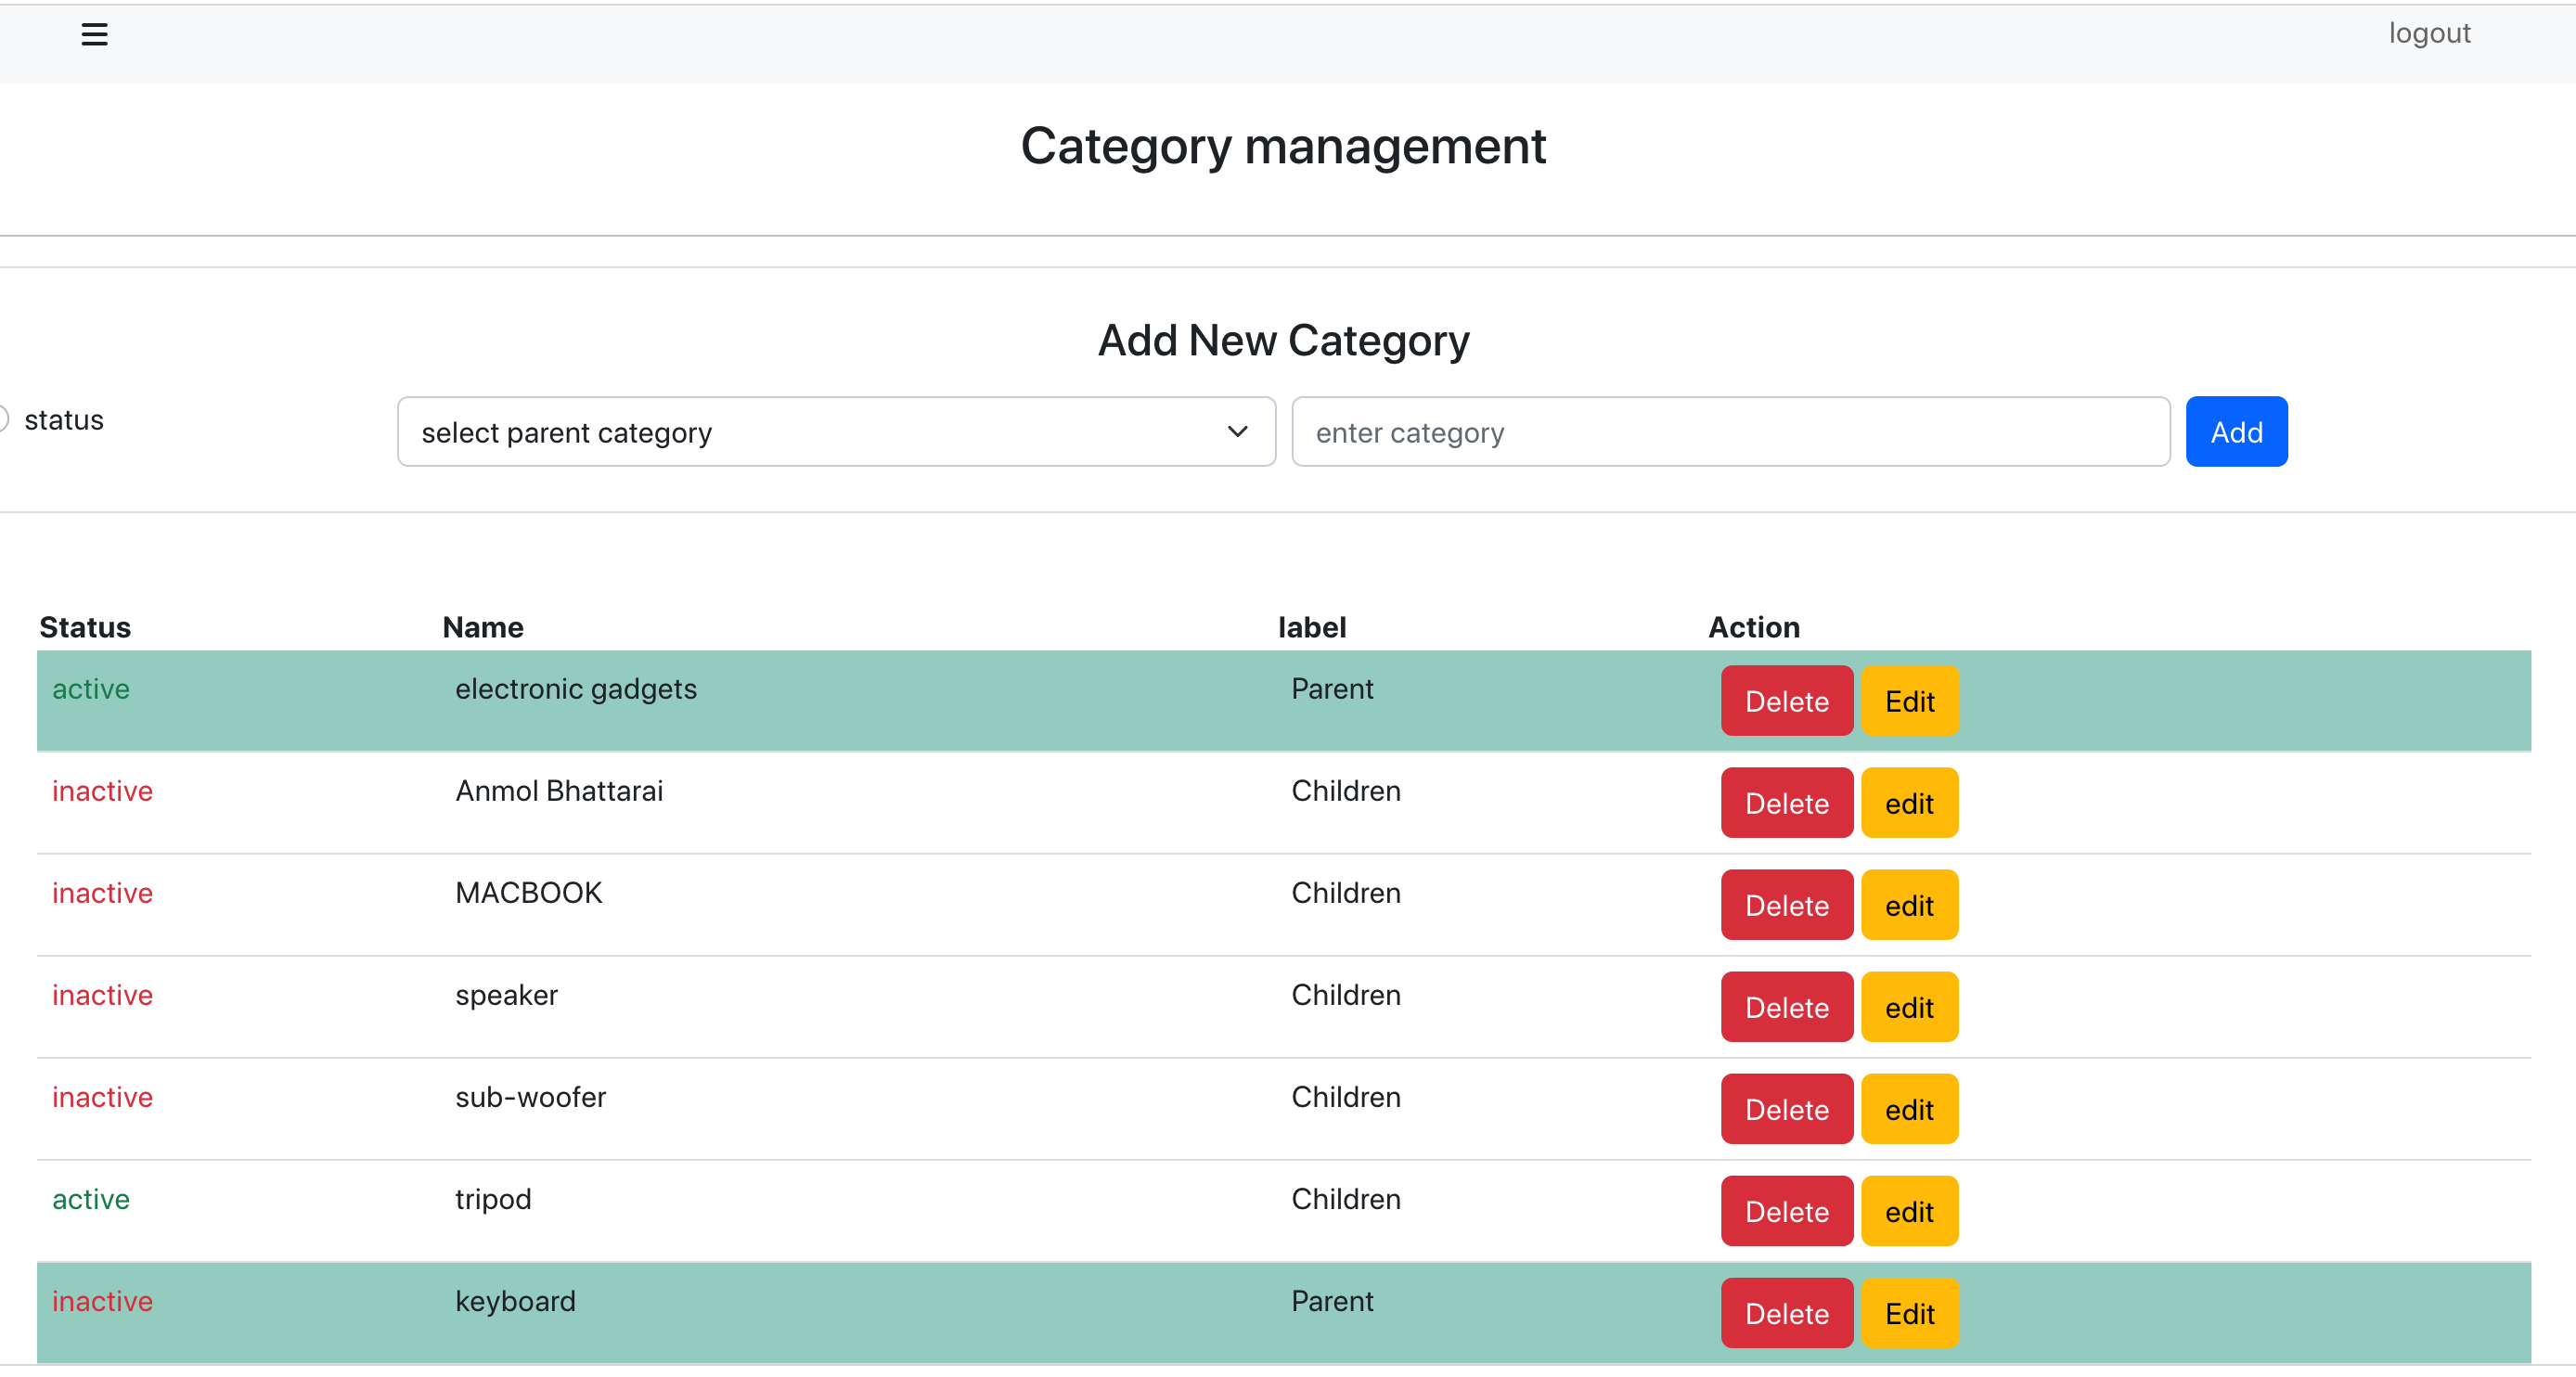 logout
Category management
Add New Category
status select parent category enter category Add
Status Name label Action
active electronic gadgets Parent Delete Edit
inactive Anmol Bhattarai Children Delete edit
inactive MACBOOK Children Delete edit
inactive speaker Children Delete edit
inactive sub-woofer Children Delete edit
active tripod Children Delete edit
inactive keyboard Parent Delete Edit